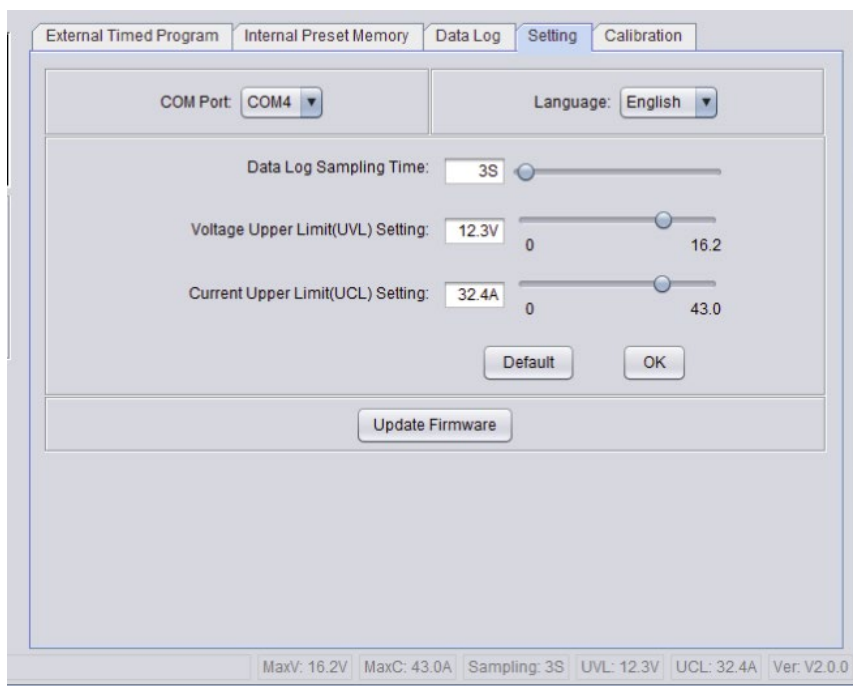 External Timed Program Internal Preset Memory Data Log Setting Calibration
COM Port: COM4 Language: English
Data Log Sampling Time: 3S
Voltage Upper Limit(UVL) Setting: 12.3V
0 16.2
Current Upper Limit(UCL) Setting: 32.4A
0 43.0
Default OK
Update Firmware
MaxV: 16.2V MaxC: 43.0A Sampling: 3S UVL: 12.3V UCL: 32.4A Ver: V2.0.0